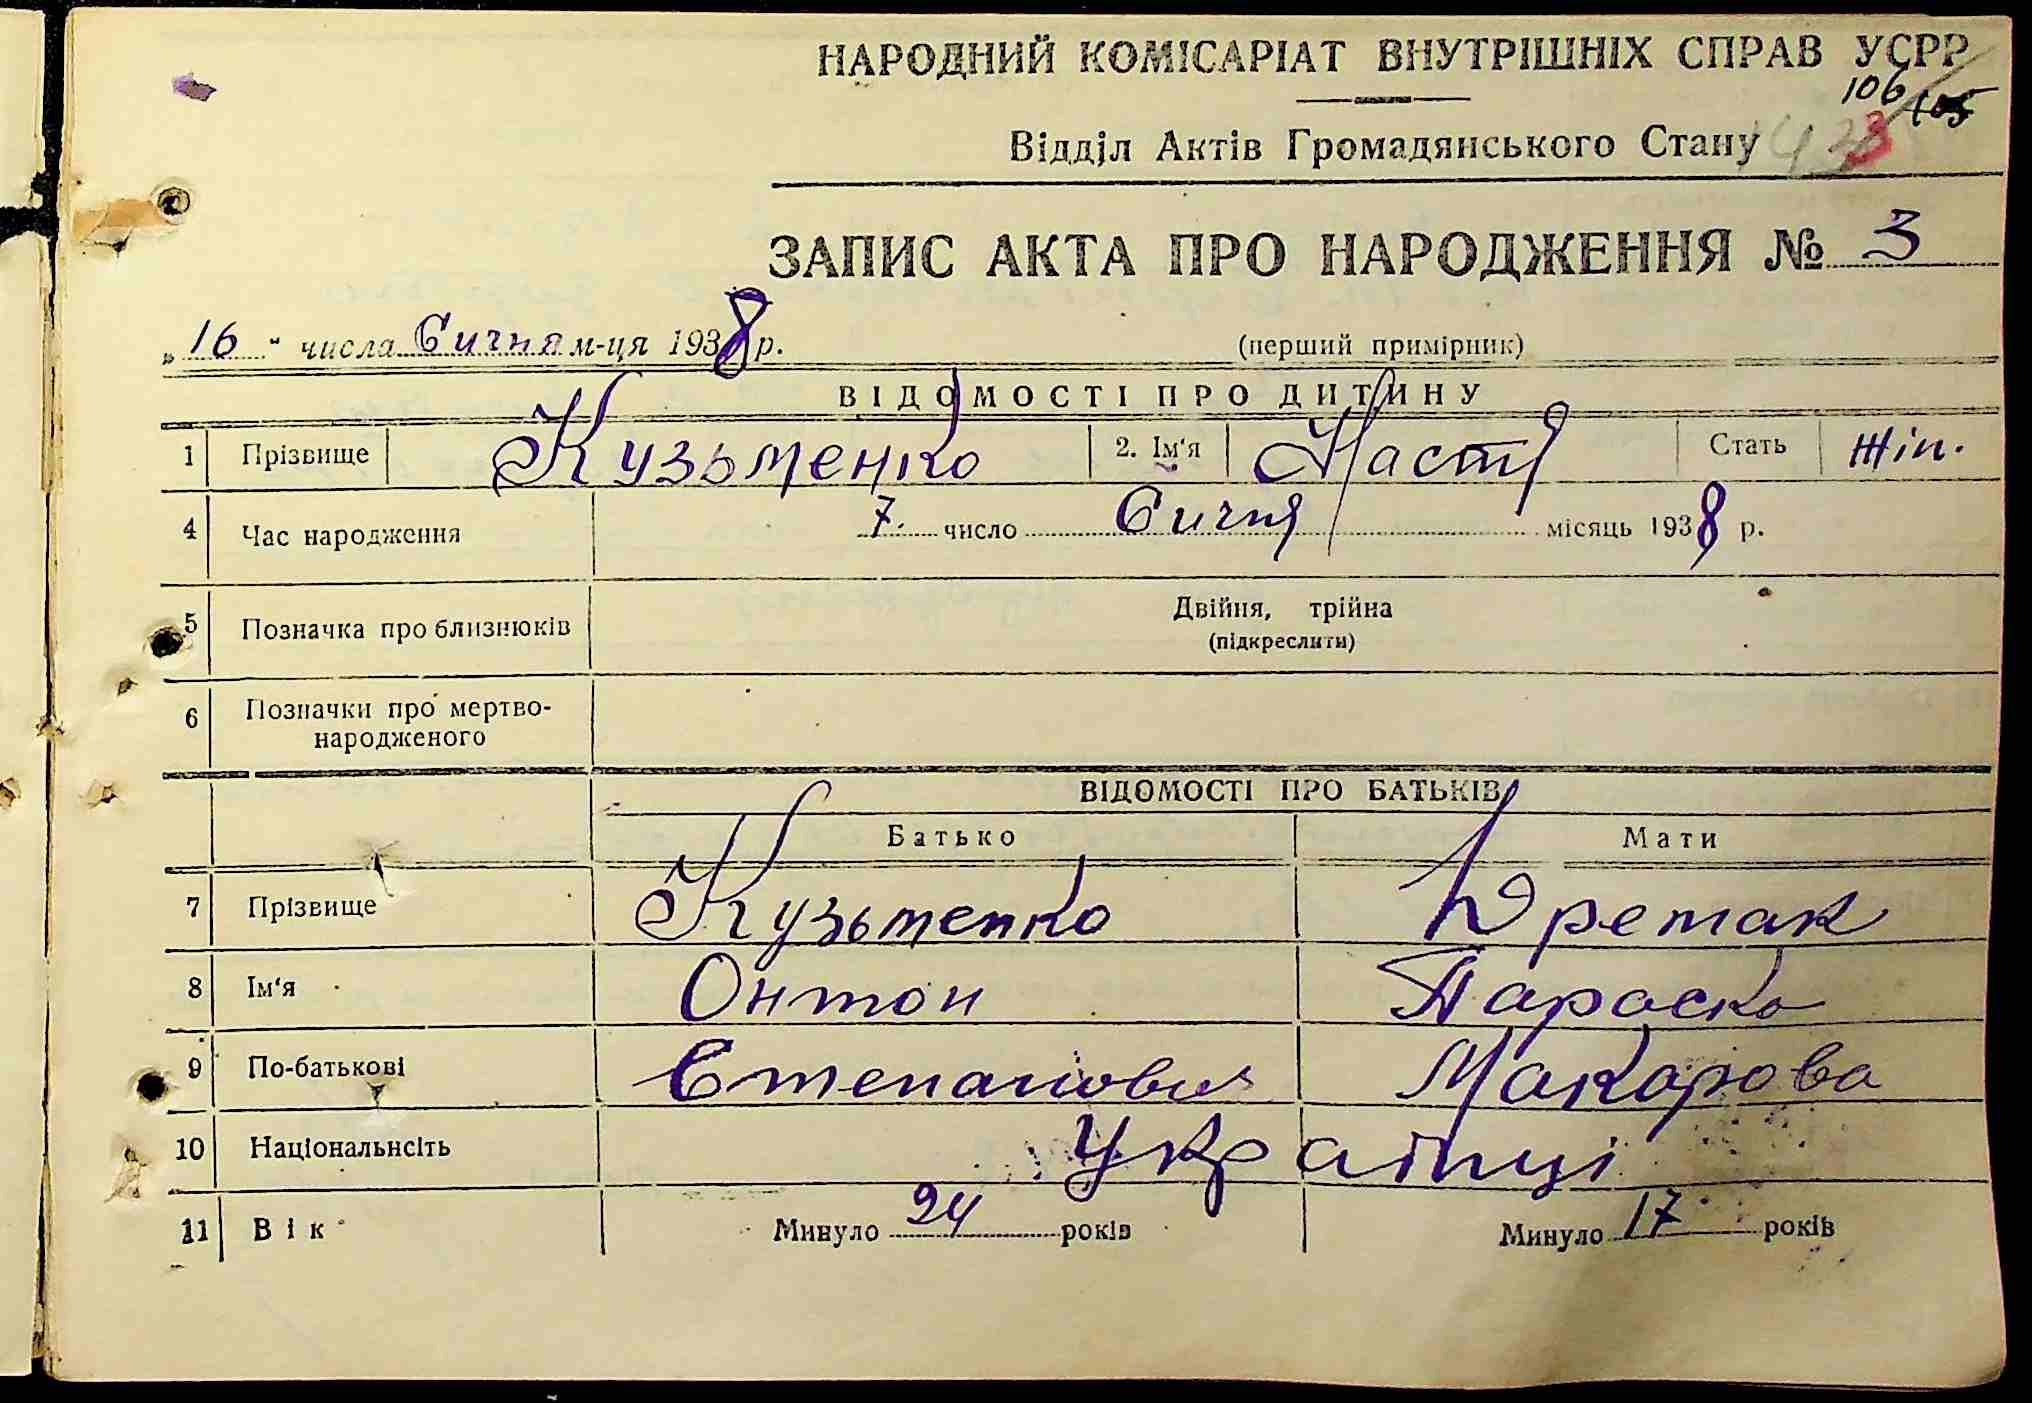 НАРОДНИЙ КОМІСАРІАТ ВНУТРІШНІХ СПРАВ УСРР
106 105
Відділ Актів Громадянського Стану
3
ЗАПИС АКТА ПРО НАРОДЖЕННЯ № 3
„16“ числа Січня м-ця 1938 р. (перший примірник)
ВІДОМОСТІ ПРО ДИТИНУ
1 Прізвище Кузьменко 2. Ім'я Настя Стать жін.
4 Час народження 7. число Січня місяць 1938 р.
5 Позначка про близнюків Двійня, трійна
(підкреслити)
6 Позначки про мертво-
народженого
ВІДОМОСТІ ПРО БАТЬКІВ
Батько Мати
7 Прізвище Кузьменко
8 Ім'я Онтон Параска
9 По-батькові Степанович Макарова
10 Національнсіть Українці
11 Вік Минуло 24 років Минуло 17 років